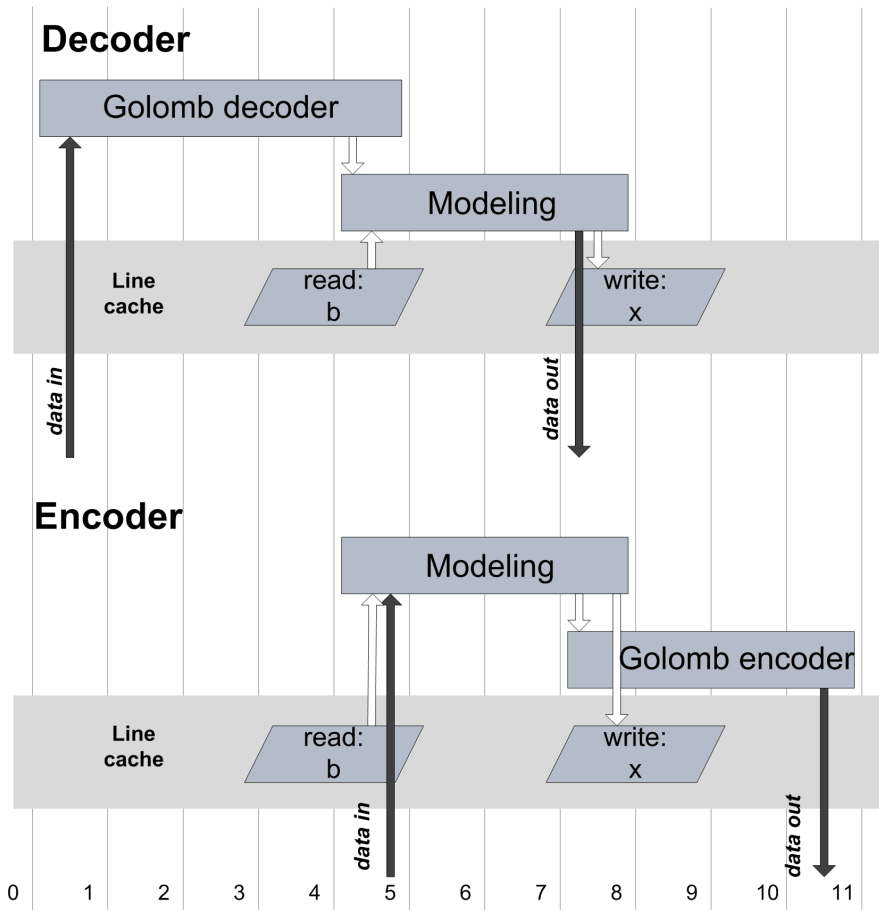 Decoder
Golomb decoder
Modeling
Line
cache
read:
b
write:
x
data in
data out
Encoder
Modeling
Golomb encoder
Line
cache
read:
b
write:
x
data in
data out
0 1 2 3 4 5 6 7 8 9 10 11